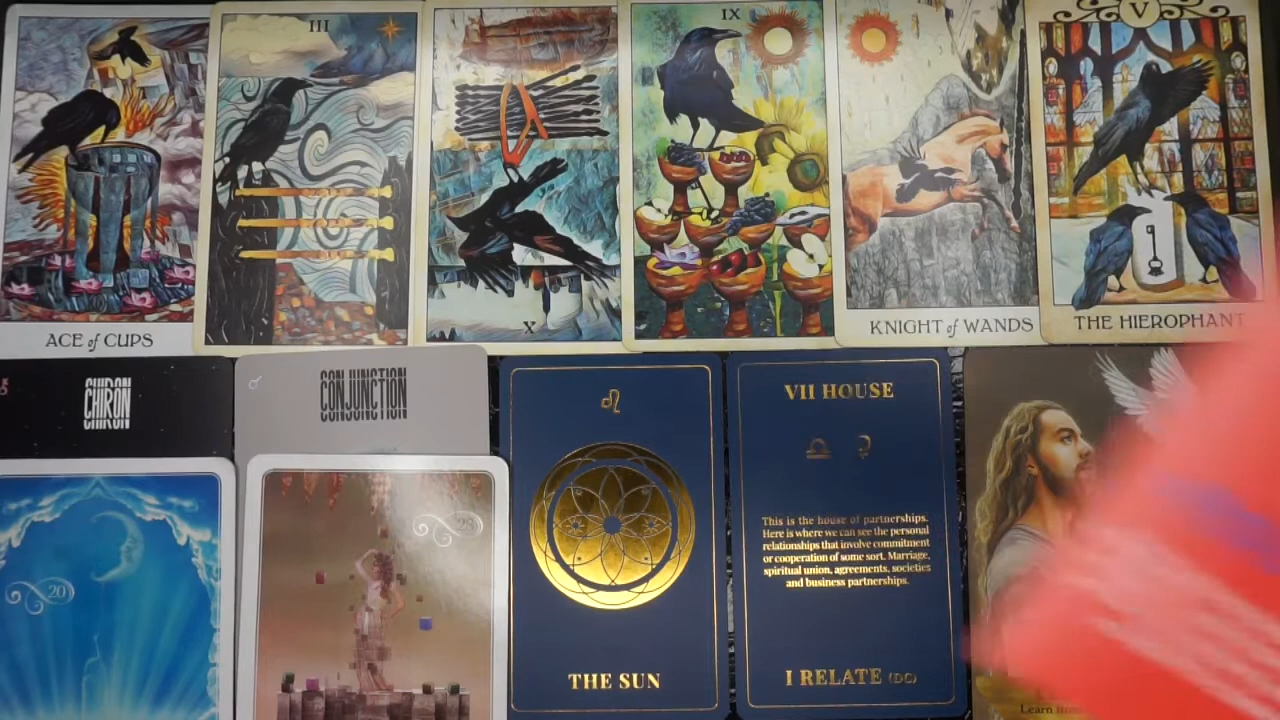 III
IX
V
ACE of CUPS
X
KNIGHT of WANDS
THE HIEROPHANT
CHIRON
CONJUNCTION
20
28
THE SUN
VII HOUSE
This is the house of partnerships.
Here is where we can see the personal
relationships that involve commitment
or cooperation of some sort. Marriage,
spiritual union, agreements, societies
and business partnerships.
I RELATE (DC)
Learn